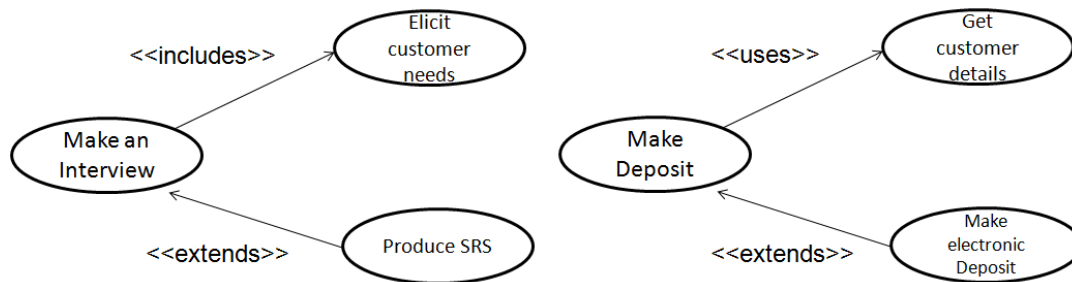 Elicit
customer
needs
<<includes>>
Make an
Interview
<<extends>>
Produce SRS
Get
customer
details
<<uses>>
Make
Deposit
<<extends>>
Make
electronic
Deposit